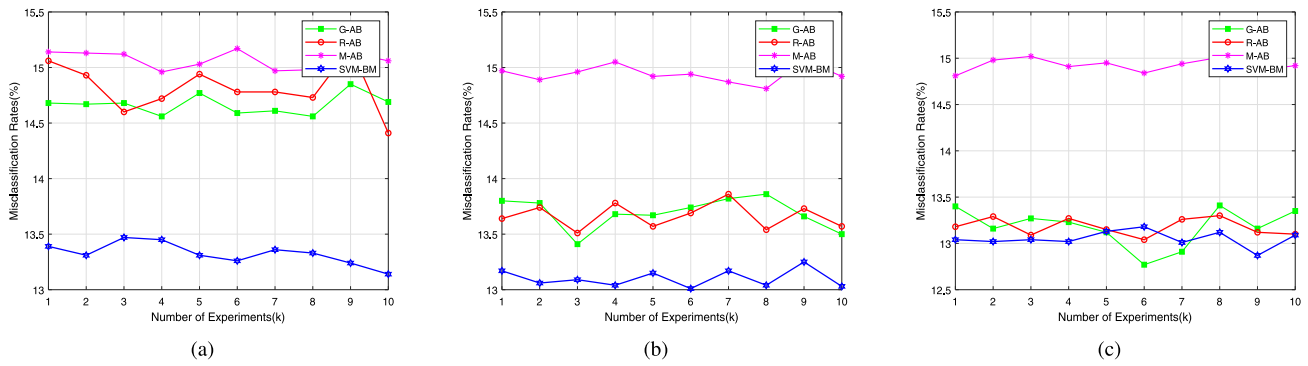 15.5
15
14.5
14
13.5
13
Misclassification Rates(%)
1 2 3 4 5 6 7 8 9 10
Number of Experiments(k)
G-AB
R-AB
M-AB
SVM-BM
(a)
15.5
15
14.5
14
13.5
13
Misclassification Rates(%)
1 2 3 4 5 6 7 8 9 10
Number of Experiments(k)
G-AB
R-AB
M-AB
SVM-BM
(b)
15.5
15
14.5
14
13.5
13
12.5
Misclassification Rates(%)
1 2 3 4 5 6 7 8 9 10
Number of Experiments(k)
G-AB
R-AB
M-AB
SVM-BM
(c)